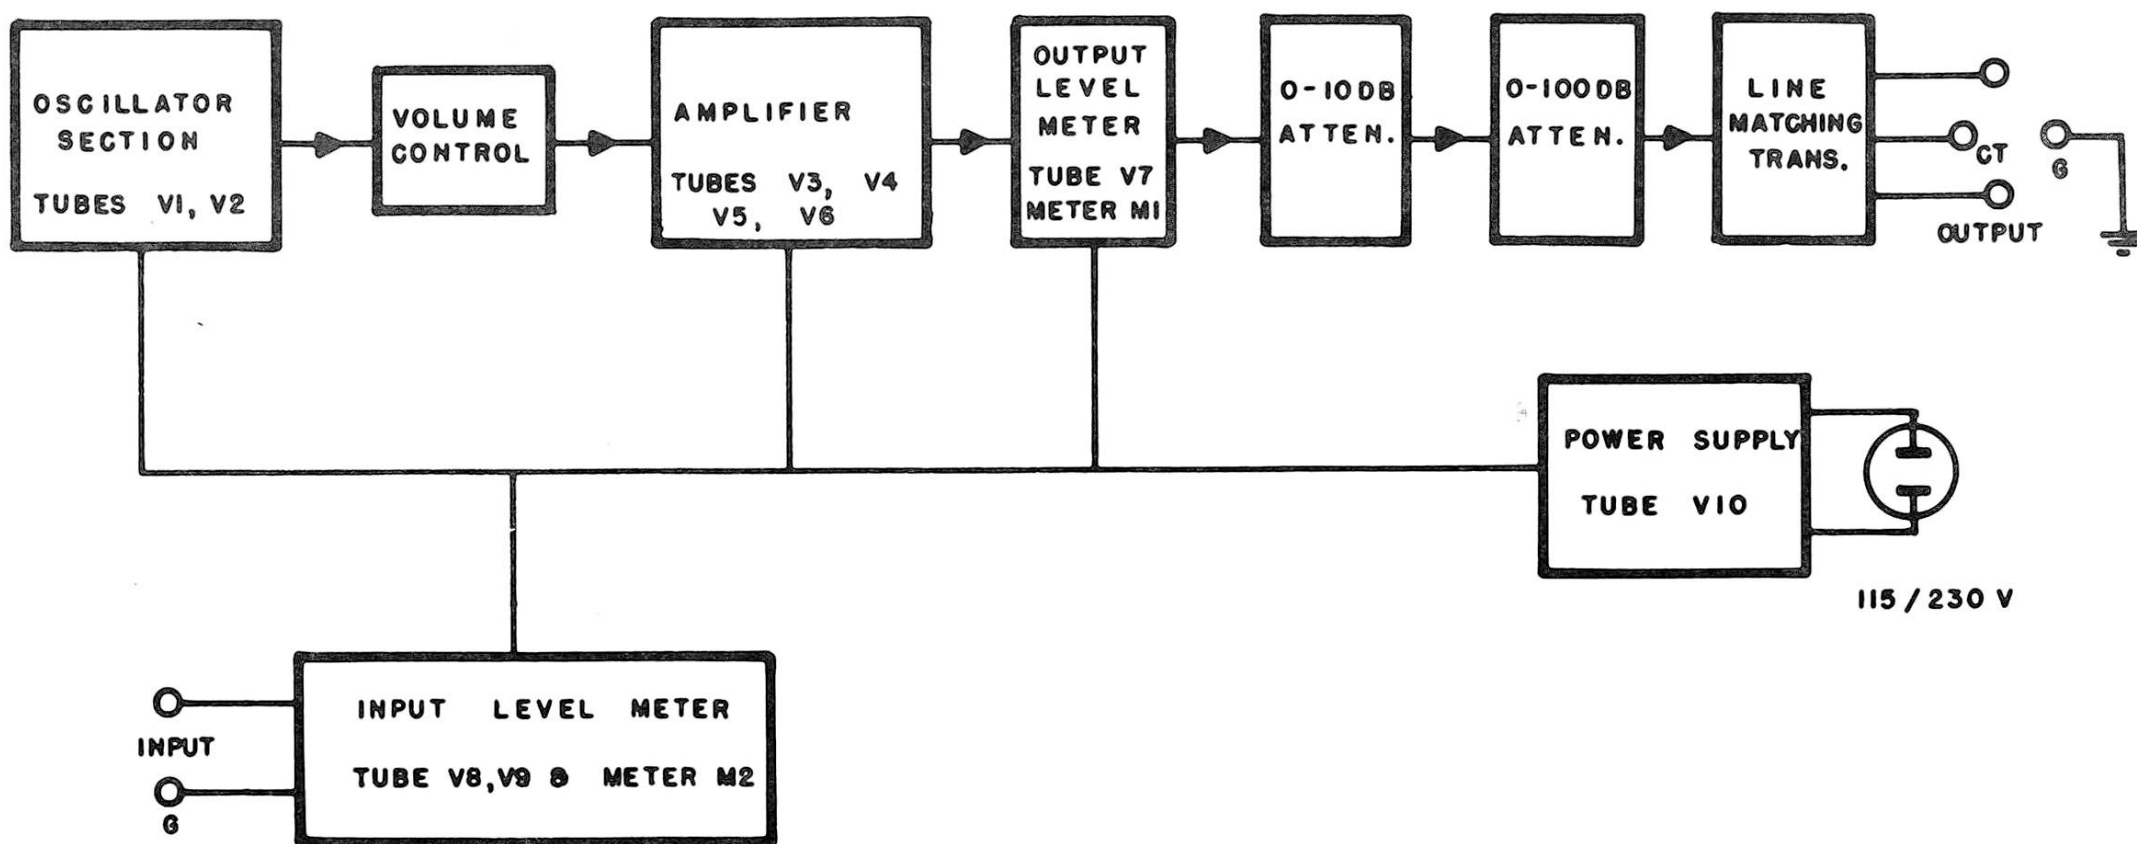 OSCILLATOR
SECTION
TUBES V1, V2
VOLUME
CONTROL
AMPLIFIER
TUBES V3, V4
V5, V6
OUTPUT
LEVEL
METER
TUBE V7
METER M1
0-10DB
ATTEN.
0-100DB
ATTEN.
LINE
MATCHING
TRANS.
CT
G
OUTPUT
POWER SUPPLY
TUBE V10
115/230 V
INPUT
G
INPUT LEVEL METER
TUBE V8,V9 & METER M2